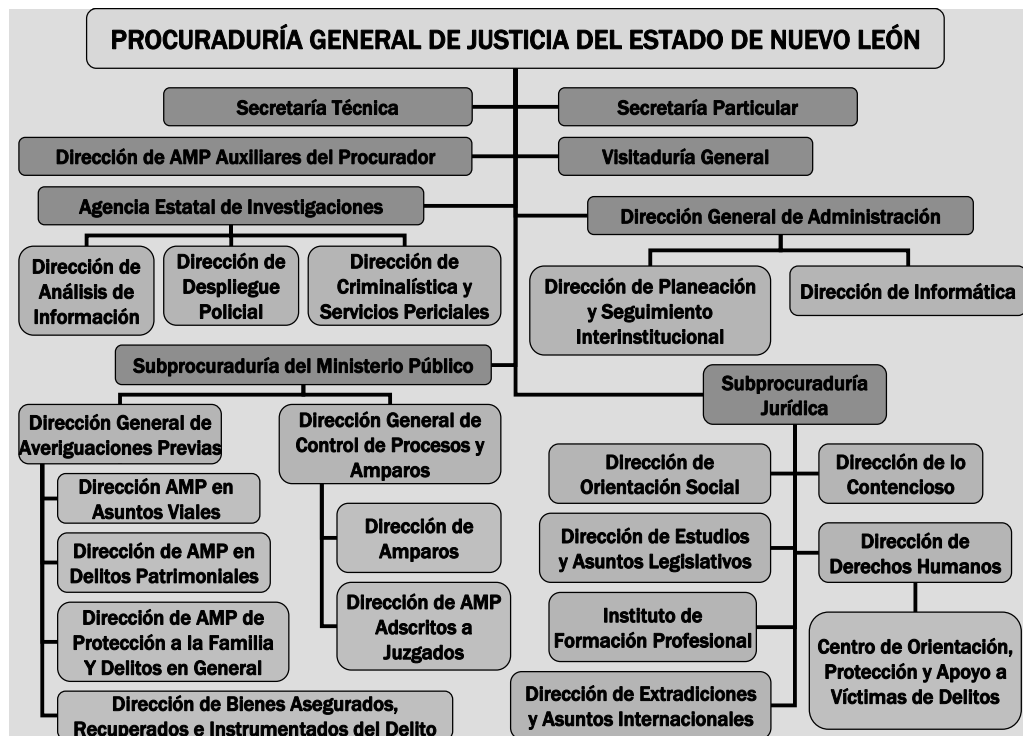 PROCURADURÍA GENERAL DE JUSTICIA DEL ESTADO DE NUEVO LEÓN
Secretaría Técnica
Secretaría Particular
Dirección de AMP Auxiliares del Procurador
Visitaduría General
Agencia Estatal de Investigaciones
Dirección General de Administración
Dirección de
Análisis de
Información
Dirección de
Despliegue
Policial
Dirección de
Criminalística y
Servicios Periciales
Dirección de Planeación
y Seguimiento
Interinstitucional
Dirección de Informática
Subprocuraduría del Ministerio Público
Subprocuraduría
Jurídica
Dirección General de
Averiguaciones Previas
Dirección General de
Control de Procesos y
Amparos
Dirección AMP en
Asuntos Viales
Dirección de AMP en
Delitos Patrimoniales
Dirección de AMP de
Protección a la Familia
Y Delitos en General
Dirección de Bienes Asegurados,
Recuperados e Instrumentados del Delito
Dirección de
Amparos
Dirección de AMP
Adscritos a
Juzgados
Dirección de
Orientación Social
Dirección de lo
Contencioso
Dirección de Estudios
y Asuntos Legislativos
Dirección de
Derechos Humanos
Instituto de
Formación Profesional
Centro de Orientación,
Protección y Apoyo a
Víctimas de Delitos
Dirección de Extradiciones
y Asuntos Internacionales